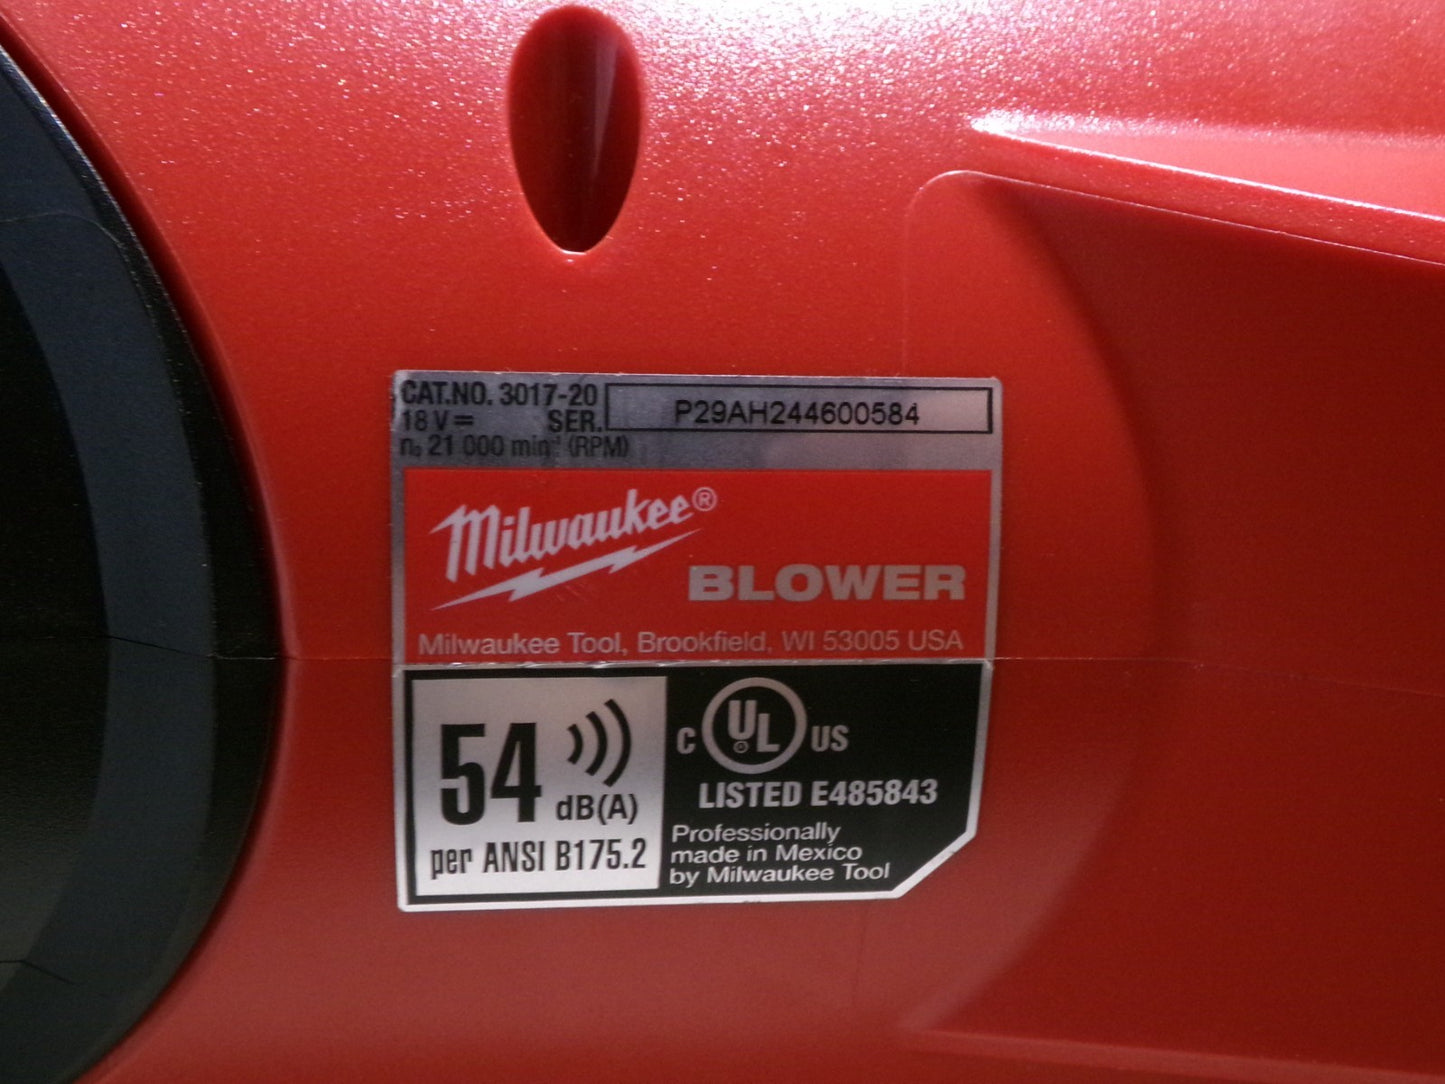 CAT.NO. 3017-20
18 V⎓ SER. P29AH244600584
n₀ 21 000 min⁻¹ (RPM)
Milwaukee®
BLOWER
Milwaukee Tool, Brookfield, WI 53005 USA
54 dB(A)
per ANSI B175.2
C UL US
LISTED E485843
Professionally
made in Mexico
by Milwaukee Tool